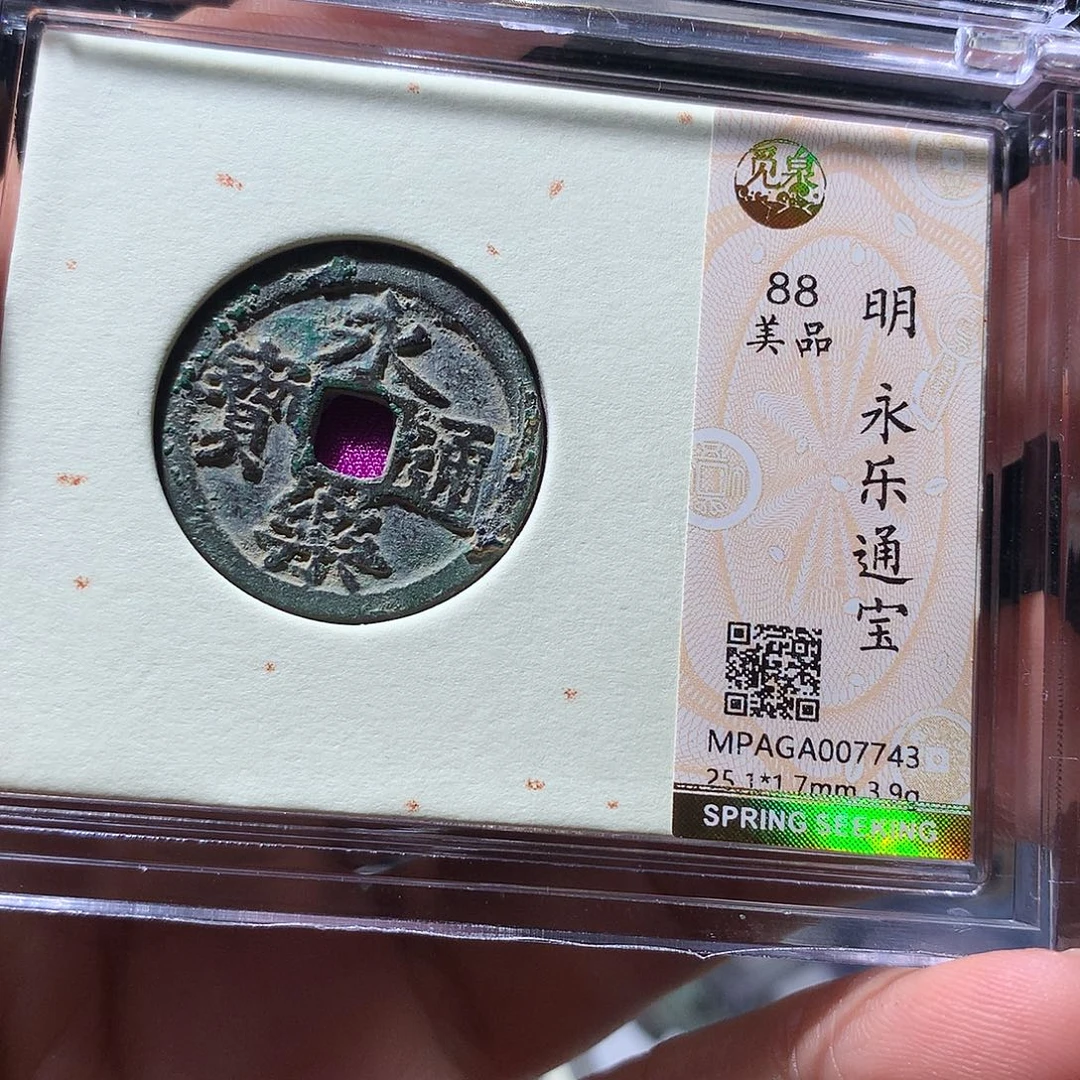 永樂通寶
觅泉
88
美品
明 永乐通宝
MPAGA007743
25.1*1.7mm 3.9g
SPRING SEEKING